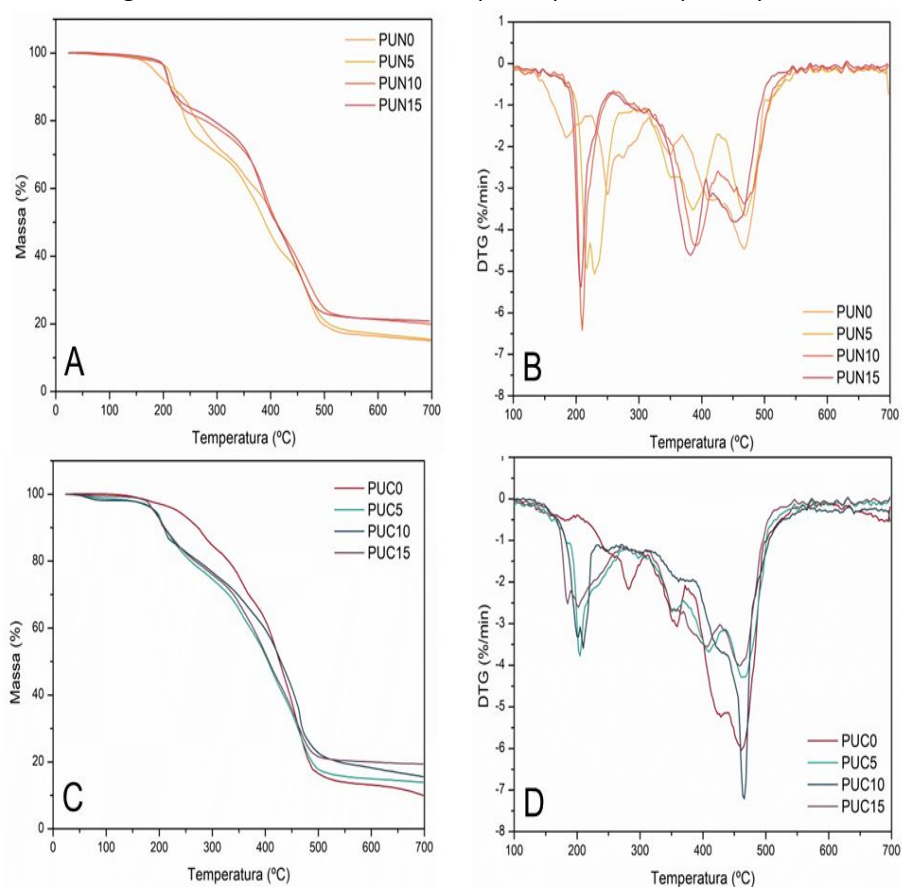 PUN0
PUN5
PUN10
PUN15
100
80
60
40
20
0
Massa (%)
A
0 100 200 300 400 500 600 700
Temperatura (ºC)
PUN0
PUN5
PUN10
PUN15
1
0
-1
-2
-3
-4
-5
-6
-7
-8
DTG (%/min)
B
100 200 300 400 500 600 700
Temperatura (ºC)
PUC0
PUC5
PUC10
PUC15
100
80
60
40
20
0
Massa (%)
C
0 100 200 300 400 500 600 700
Temperatura (ºC)
PUC0
PUC5
PUC10
PUC15
1
0
-1
-2
-3
-4
-5
-6
-7
-8
DTG (%/min)
D
100 200 300 400 500 600 700
Temperatura (ºC)